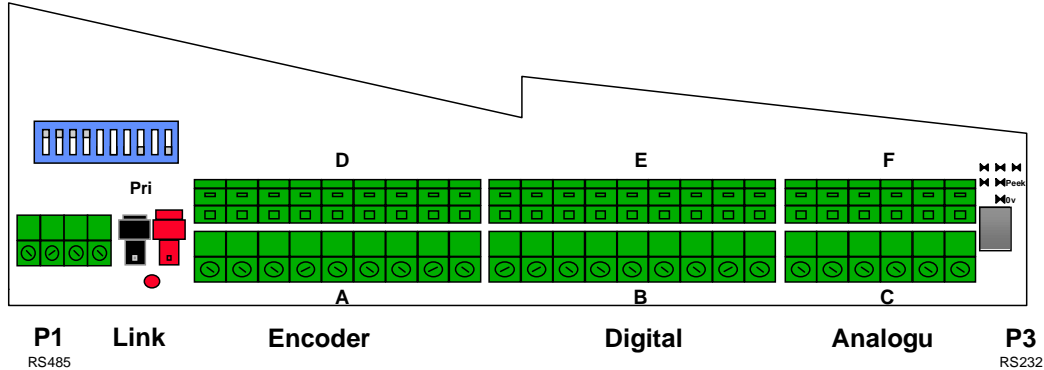 D E F
Pri
Peek
0v
A B C
P1 Link Encoder Digital Analogu P3
RS485 RS232